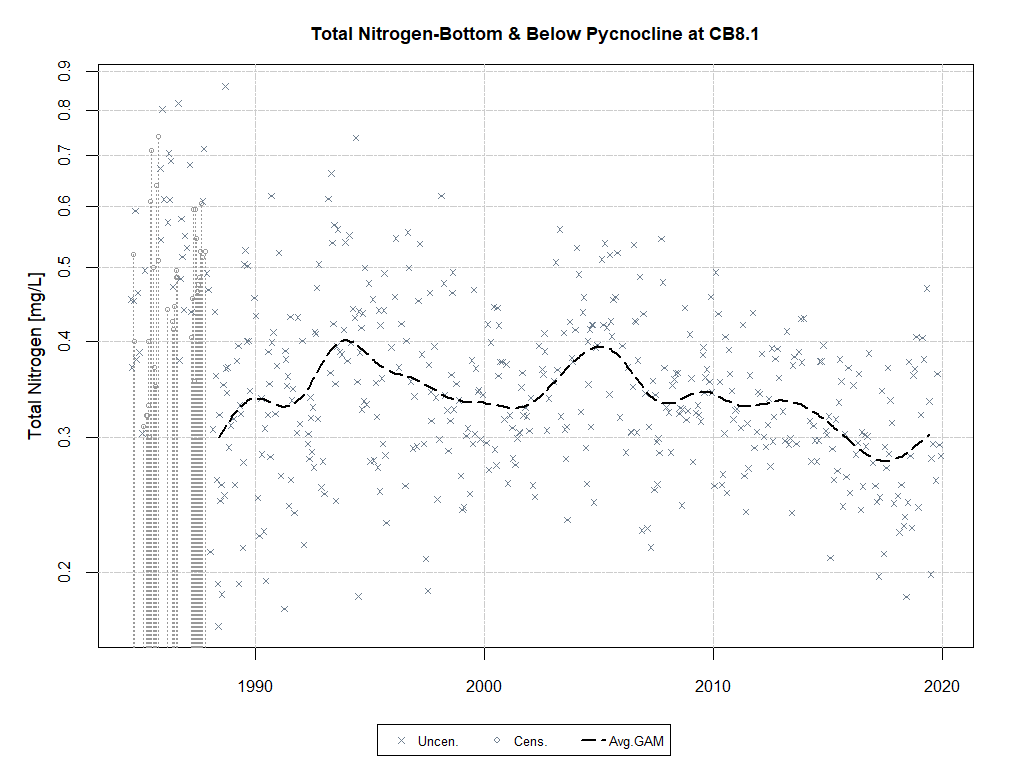 Total Nitrogen-Bottom & Below Pycnocline at CB8.1
Total Nitrogen [mg/L]
0.9
0.8
0.7
0.6
0.5
0.4
0.3
0.2
1990 2000 2010 2020
Uncen. Cens. Avg.GAM